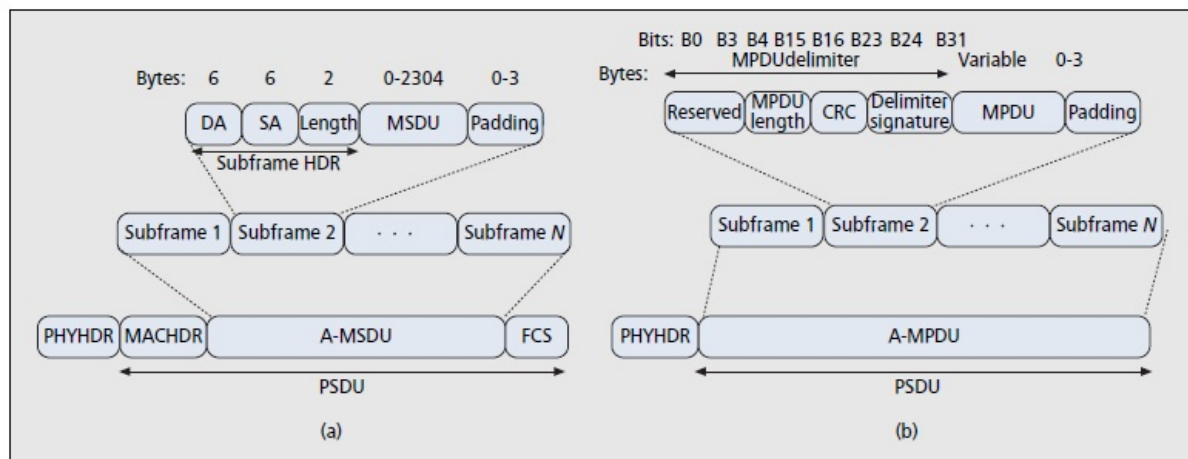 Bytes: 6 6 2 0-2304 0-3
DA SA Length MSDU Padding
Subframe HDR
Subframe 1 Subframe 2 . . . Subframe N
PHYHDR MACHDR A-MSDU FCS
PSDU
(a)
Bits: B0 B3 B4 B15 B16 B23 B24 B31
Bytes: MPDUdelimiter Variable 0-3
Reserved MPDU length CRC Delimiter signature MPDU Padding
Subframe 1 Subframe 2 . . . Subframe N
PHYHDR A-MPDU
PSDU
(b)